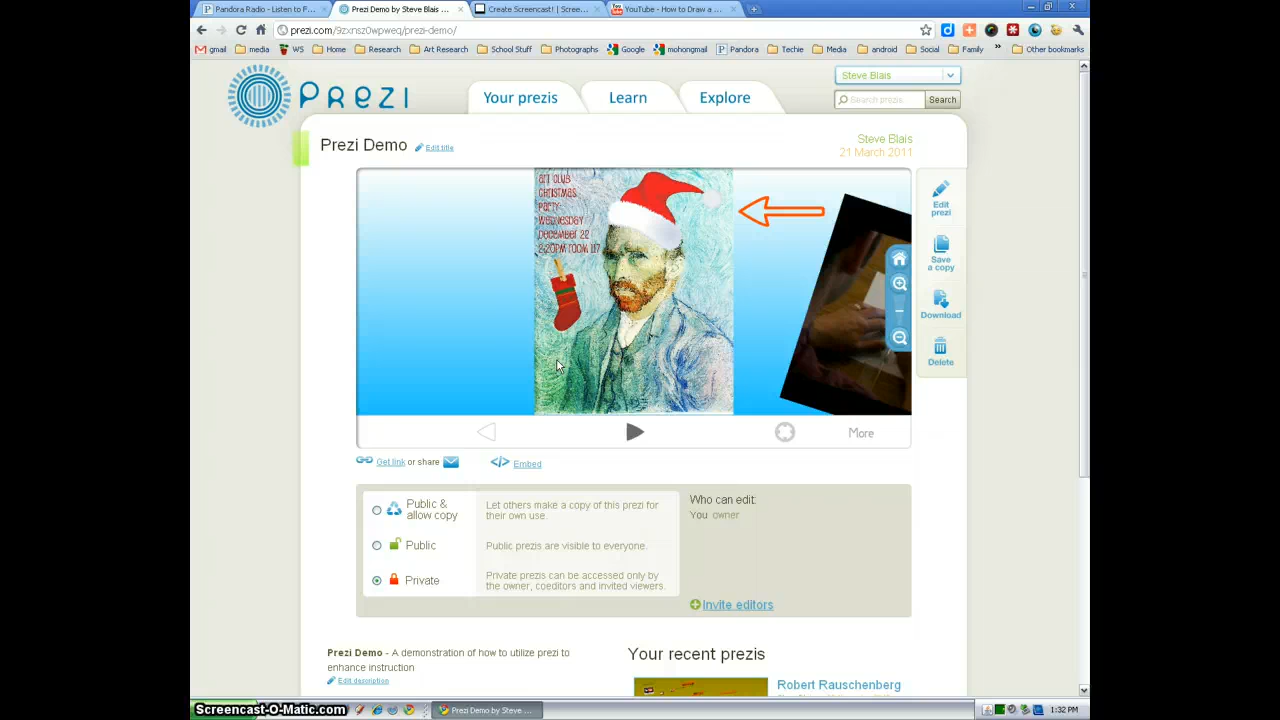 Pandora Radio - Listen to F...
Prezi Demo by Steve Blais ...
Create Screencast! | Scree...
YouTube - How to Draw a ...
prezi.com/9zxnsz0wpweq/prezi-demo/
gmail
media
WS
Home
Research
Art Research
School Stuff
Photographs
Google
mohongmail
Pandora
Techie
Media
android
Social
Family
»
Other bookmarks
Prezi
Your prezis
Learn
Explore
Steve Blais
Search prezis...
Search
Prezi Demo
Edit title
Steve Blais
21 March 2011
ART CLUB
CHRISTMAS
PARTY-
WEDNESDAY
DECEMBER 22
2:20PM ROOM 117
Edit
prezi
Save
a copy
Download
Delete
More
Get link or share
</> Embed
Public &
allow copy
Let others make a copy of this prezi for
their own use.
Public
Public prezis are visible to everyone.
Private
Private prezis can be accessed only by
the owner, coeditors and invited viewers.
Who can edit:
You owner
Invite editors
Prezi Demo - A demonstration of how to utilize prezi to
enhance instruction
Edit description
Your recent prezis
Robert Rauschenberg
Screencast-O-Matic.com
Prezi Demo by Steve ...
1:32 PM